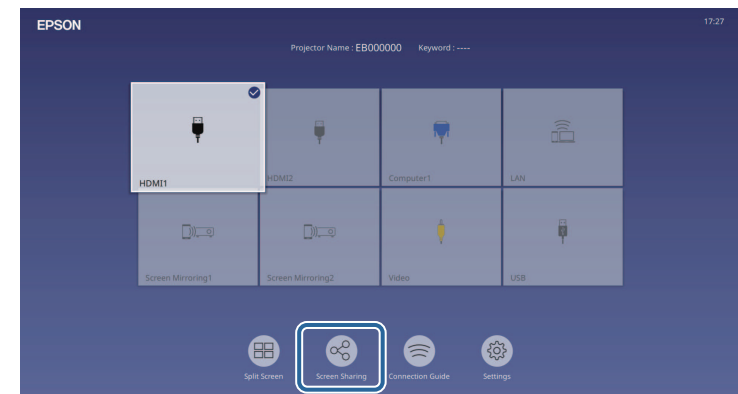 EPSON
17:27
Projector Name : EB000000 Keyword : ----
HDMI1
HDMI2
Computer1
LAN
Screen Mirroring1
Screen Mirroring2
Video
USB
Split Screen
Screen Sharing
Connection Guide
Settings